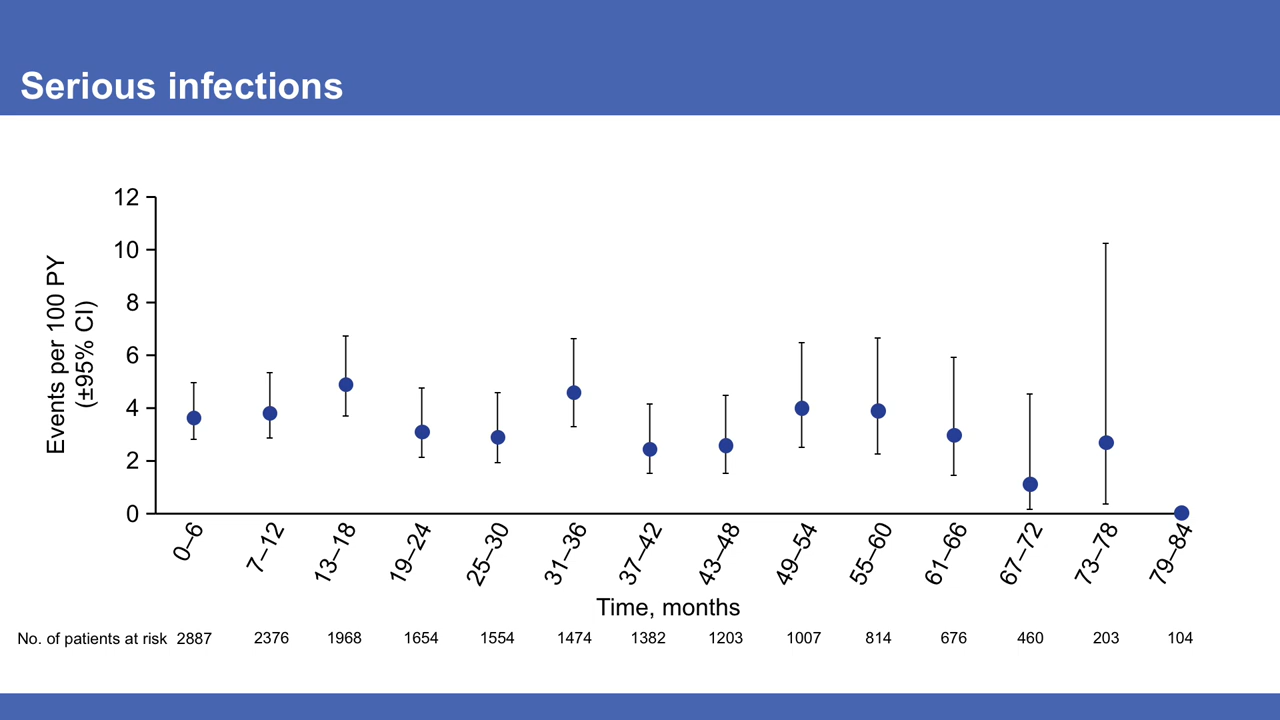 Serious infections
Events per 100 PY
(±95% CI)
12
10
8
6
4
2
0
0–6 7–12 13–18 19–24 25–30 31–36 37–42 43–48 49–54 55–60 61–66 67–72 73–78 79–84
Time, months
No. of patients at risk 2887 2376 1968 1654 1554 1474 1382 1203 1007 814 676 460 203 104